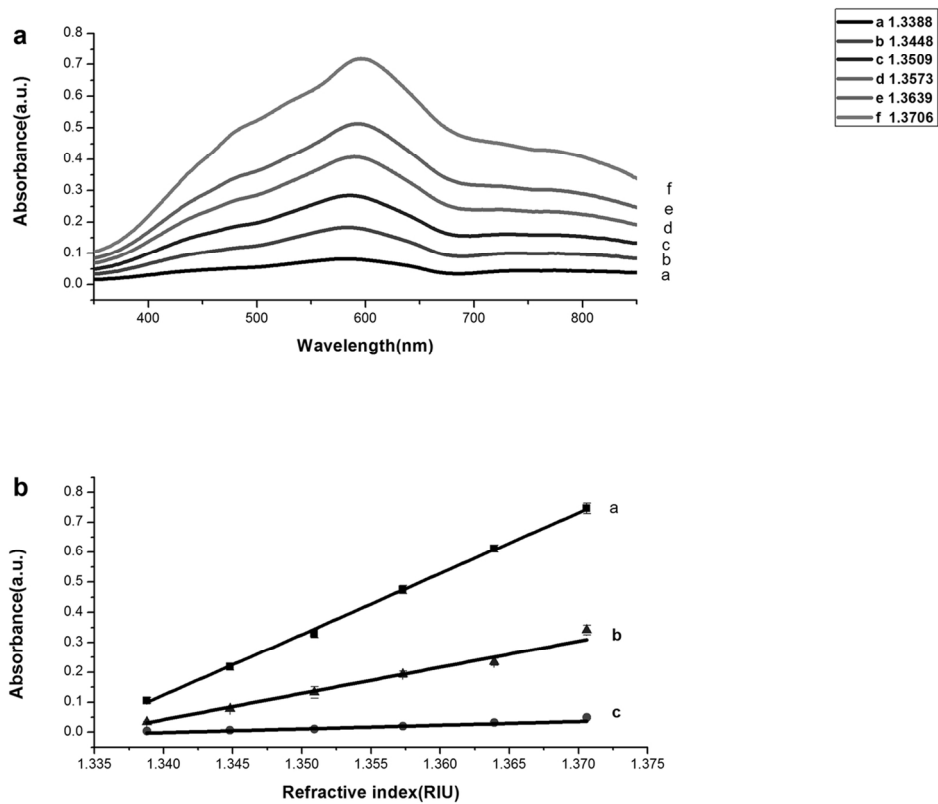 a
a 1.3388
b 1.3448
c 1.3509
d 1.3573
e 1.3639
f 1.3706
Absorbance(a.u.)
0.8
0.7
0.6
0.5
0.4
0.3
0.2
0.1
0.0
f
e
d
c
b
a
400 500 600 700 800
Wavelength(nm)
b
Absorbance(a.u.)
0.8
0.7
0.6
0.5
0.4
0.3
0.2
0.1
0.0
a
b
c
1.335 1.340 1.345 1.350 1.355 1.360 1.365 1.370 1.375
Refractive index(RIU)